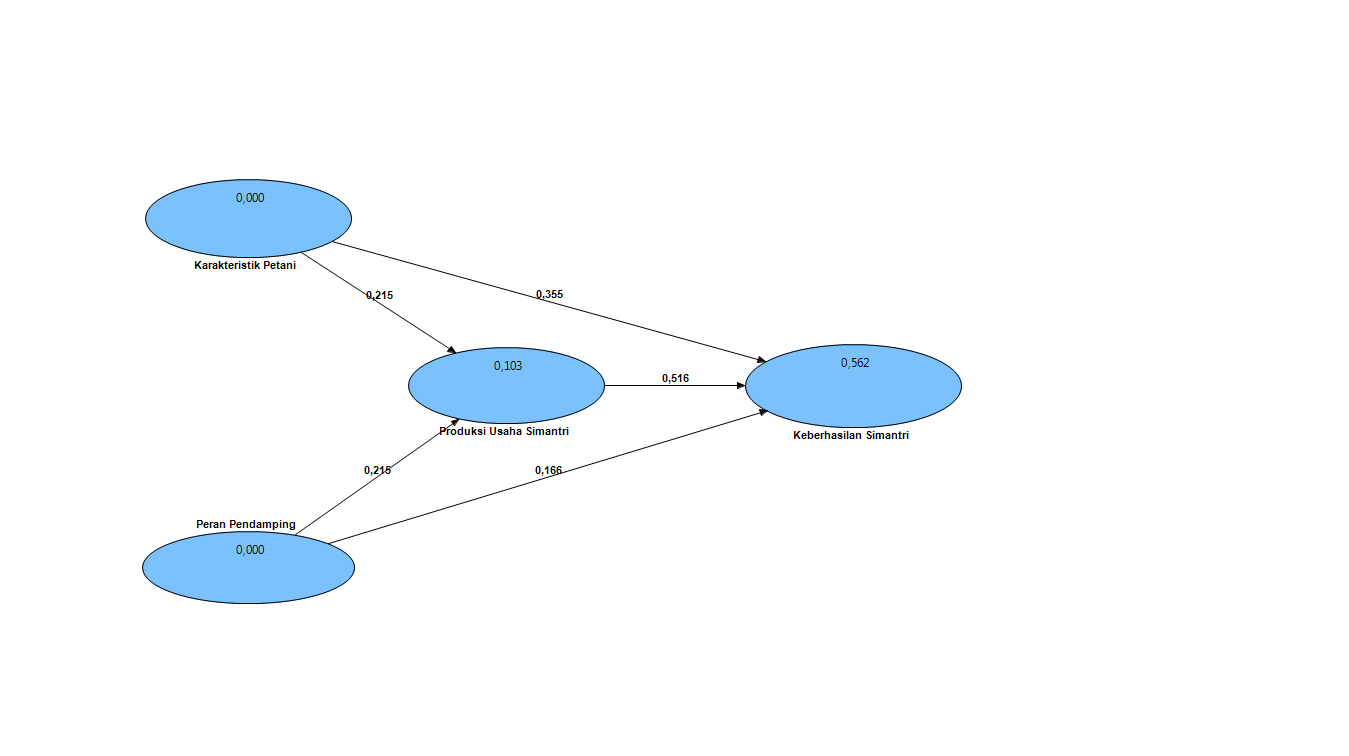 0,000
Karakteristik Petani
0,215
0,355
0,103
Produksi Usaha Simantri
0,516
0,562
Keberhasilan Simantri
0,215
0,166
Peran Pendamping
0,000